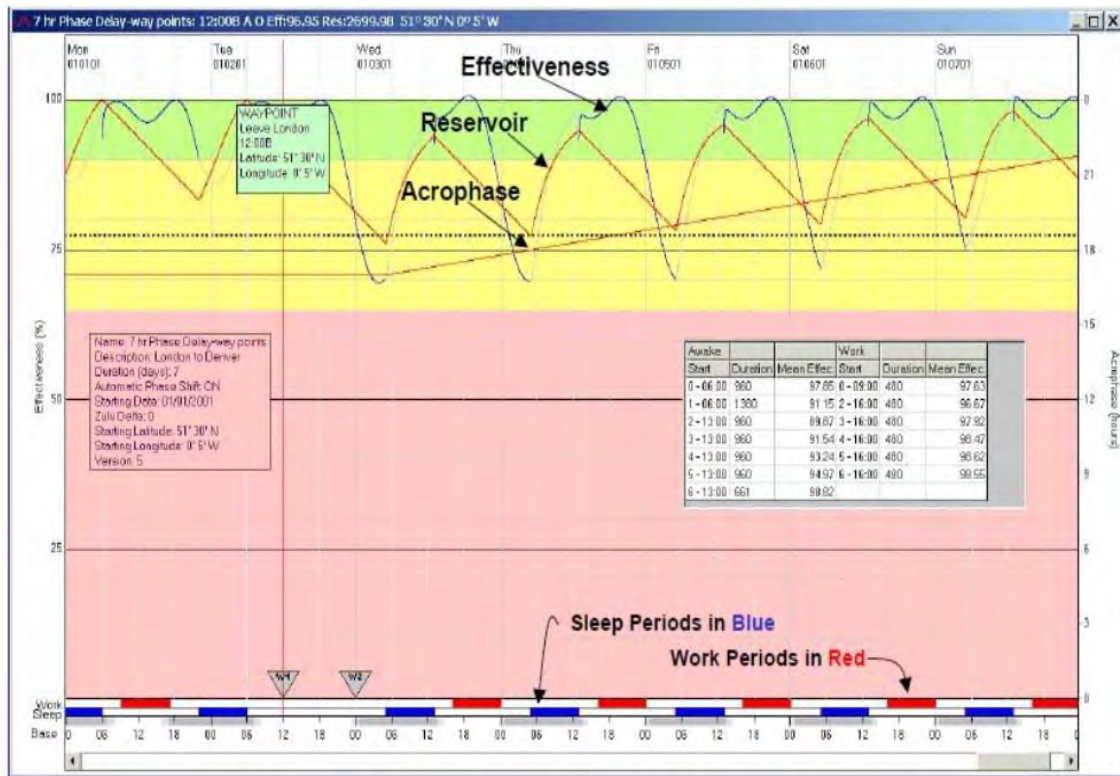 7 hr Phase Delay-way points: 12:00B A O Eff:96.95 Res:2699.98 51º 30' N 0º 5' W
Mon Tue Wed Thu Fri Sat Sun
010101 010201 010301 010501 010601 010701
Effectiveness
Reservoir
Acrophase
WAYPOINT
Leave London
12:00B
Latitude: 51° 30' N
Longitude: 0° 5' W
100
75
50
25
Effectiveness (%)
18
15
12
6
3
0
Acrophase (hours)
Name: 7 hr Phase Delay-way points
Description: London to Denver
Duration (days): 7
Automatic Phase Shift: ON
Starting Date: 01/01/2001
Zulu Delta: 0
Starting Latitude: 51° 30' N
Starting Longitude: 0° 5' W
Version: 5
Awake Work
Start Duration Mean Effec. Start Duration Mean Effec.
0 - 06:00 960 97.85 0 - 09:00 480 97.63
1 - 06:00 1380 91.15 2 - 16:00 480 96.67
2 - 13:00 960 89.87 3 - 16:00 480 97.92
3 - 13:00 960 91.54 4 - 16:00 480 98.47
4 - 13:00 960 93.24 5 - 16:00 480 98.62
5 - 13:00 960 94.97 6 - 16:00 480 98.55
6 - 13:00 661 98.82
Sleep Periods in Blue
Work Periods in Red
W1 W2
Work
Sleep
Base 0 06 12 18 00 06 12 18 00 06 12 18 00 06 12 18 00 06 12 18 00 06 12 18 00 06 12 18